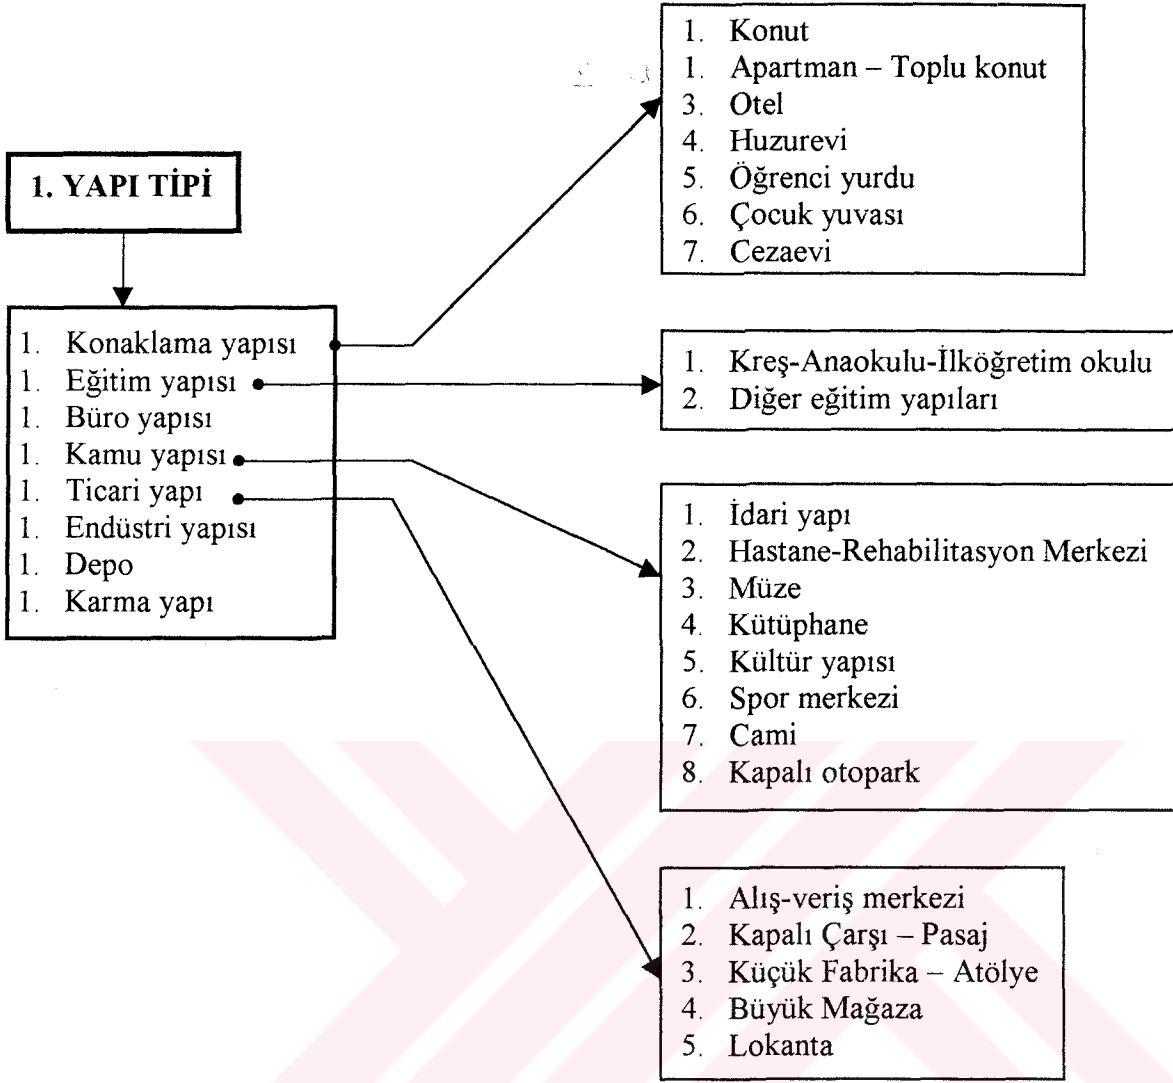 1. YAPI TİPİ
1. Konaklama yapısı
1. Eğitim yapısı
1. Büro yapısı
1. Kamu yapısı
1. Ticari yapı
1. Endüstri yapısı
1. Depo
1. Karma yapı
1. Konut
1. Apartman – Toplu konut
3. Otel
4. Huzurevi
5. Öğrenci yurdu
6. Çocuk yuvası
7. Cezaevi
1. Kreş-Anaokulu-İlköğretim okulu
2. Diğer eğitim yapıları
1. İdari yapı
2. Hastane-Rehabilitasyon Merkezi
3. Müze
4. Kütüphane
5. Kültür yapısı
6. Spor merkezi
7. Cami
8. Kapalı otopark
1. Alış-veriş merkezi
2. Kapalı Çarşı – Pasaj
3. Küçük Fabrika – Atölye
4. Büyük Mağaza
5. Lokanta